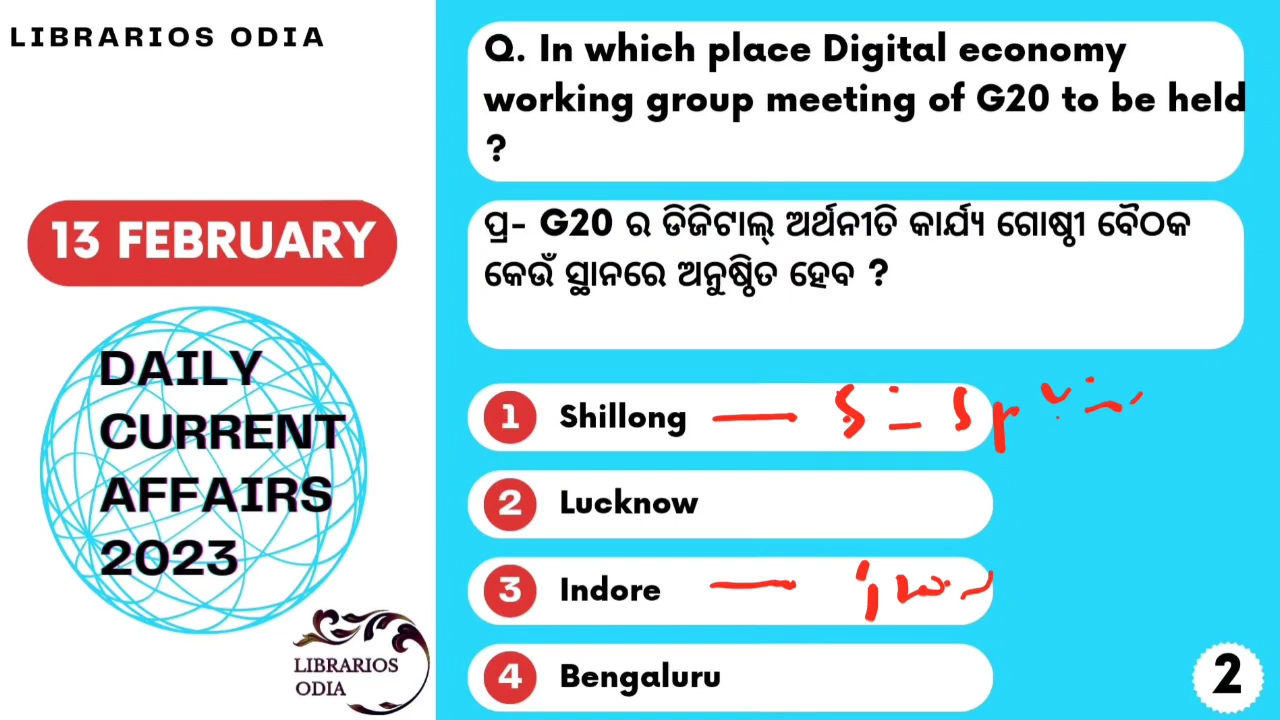 LIBRARIOS ODIA
13 FEBRUARY
DAILY
CURRENT
AFFAIRS
2023
LIBRARIOS
ODIA
Q. In which place Digital economy
working group meeting of G20 to be held
?
ପ୍ର- G20 ର ଡିଜିଟାଲ୍ ଅର୍ଥନୀତି କାର୍ଯ୍ୟ ଗୋଷ୍ଠୀ ବୈଠକ
କେଉଁ ସ୍ଥାନରେ ଅନୁଷ୍ଠିତ ହେବ ?
1 Shillong
2 Lucknow
3 Indore
4 Bengaluru
2